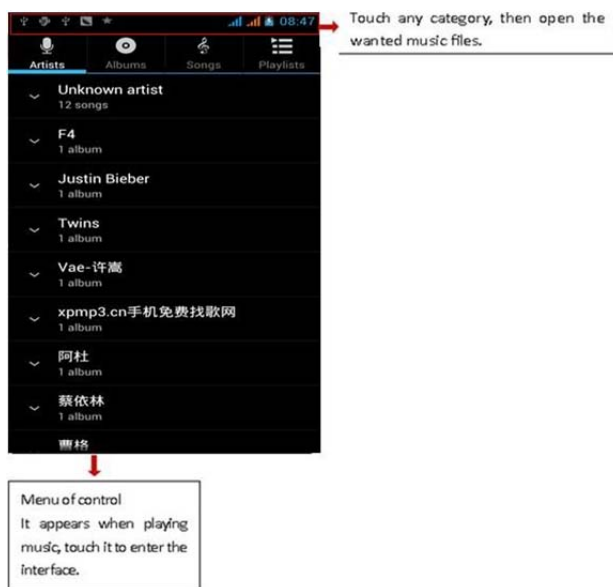 08:47
Touch any category, then open the
wanted music files.
Artists Albums Songs Playlists
Unknown artist
12 songs
F4
1 album
Justin Bieber
1 album
Twins
1 album
Vae-许嵩
1 album
xpmp3.cn手机免费找歌网
1 album
阿杜
1 album
蔡依林
1 album
曹格
Menu of control
It appears when playing
music, touch it to enter the
interface.